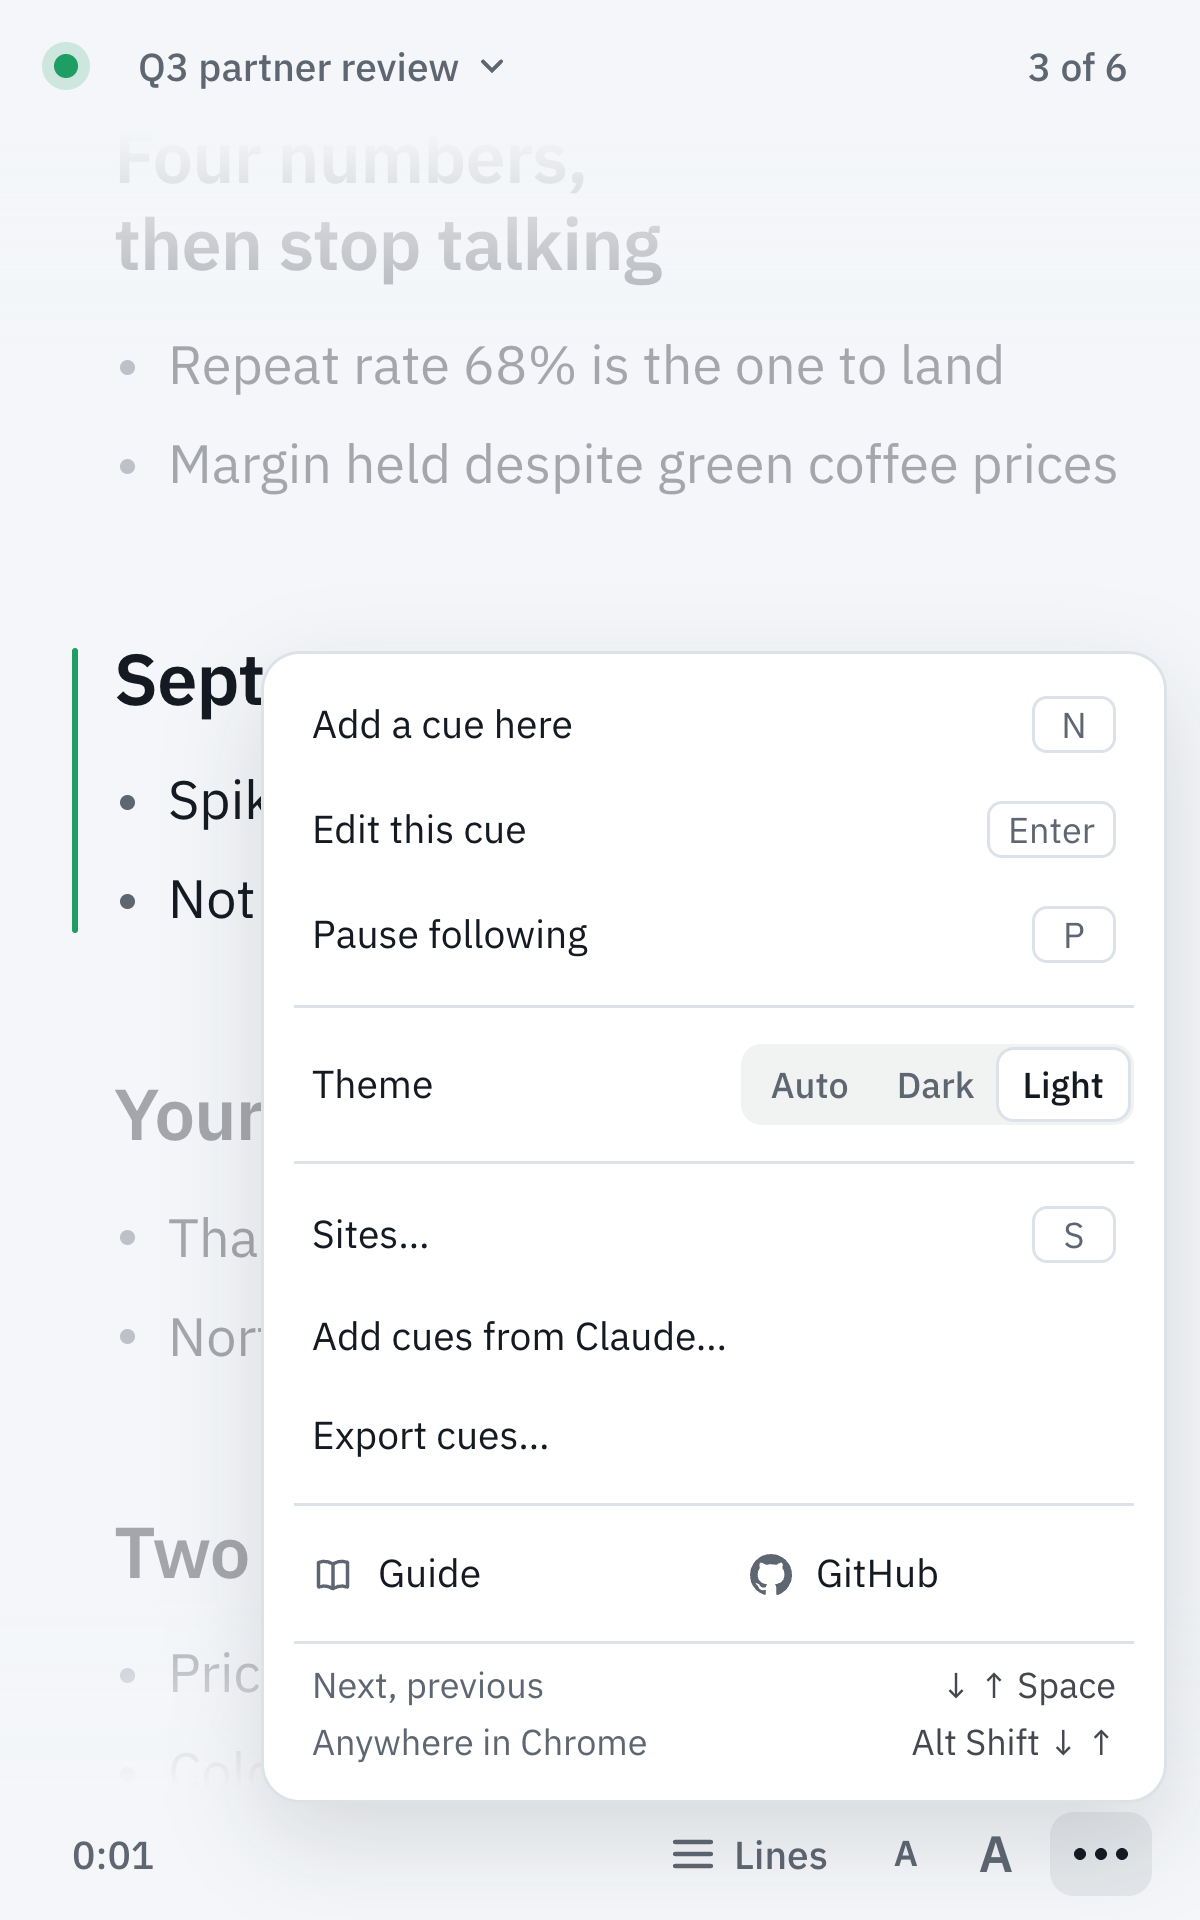 Q3 partner review
3 of 6
Four numbers,
then stop talking
• Repeat rate 68% is the one to land
• Margin held despite green coffee prices
Sept
• Spik
• Not
Your
• Tha
• Nor
Two
• Pric
• Colo
Add a cue here N
Edit this cue Enter
Pause following P
Theme Auto Dark Light
Sites... S
Add cues from Claude...
Export cues...
Guide GitHub
Next, previous ↓ ↑ Space
Anywhere in Chrome Alt Shift ↓ ↑
0:01 Lines A A